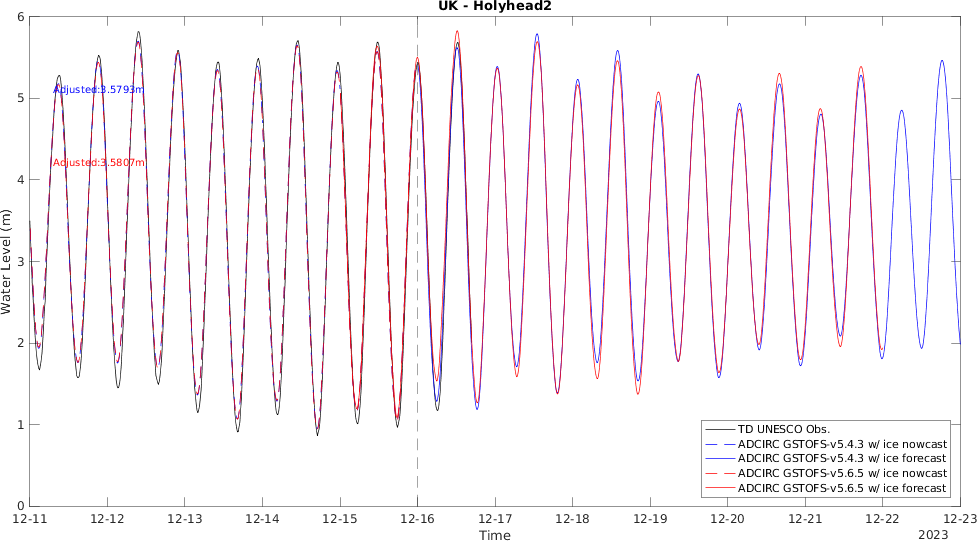 UK - Holyhead2
6
5
4
3
2
1
0
Water Level (m)
Adjusted:3.5793m
Adjusted:3.5807m
TD UNESCO Obs.
ADCIRC GSTOFS-v5.4.3 w/ ice nowcast
ADCIRC GSTOFS-v5.4.3 w/ ice forecast
ADCIRC GSTOFS-v5.6.5 w/ ice nowcast
ADCIRC GSTOFS-v5.6.5 w/ ice forecast
12-11 12-12 12-13 12-14 12-15 12-16 12-17 12-18 12-19 12-20 12-21 12-22 12-23
Time
2023